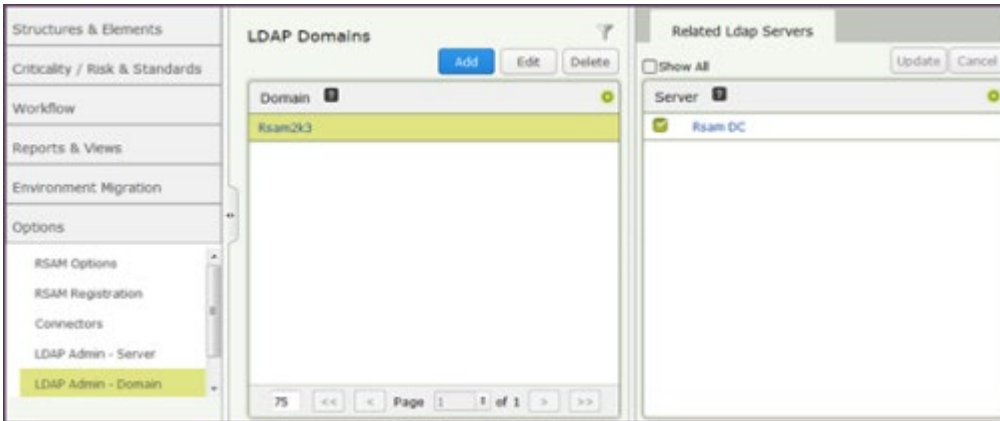 Structures & Elements
Criticality / Risk & Standards
Workflow
Reports & Views
Environment Migration
Options
RSAM Options
RSAM Registration
Connectors
LDAP Admin - Server
LDAP Admin - Domain
LDAP Domains
Add Edit Delete
Domain ?
Rsam2k3
75 << < Page 1 of 1 > >>
Related Ldap Servers
Show All Update Cancel
Server ?
Rsam DC